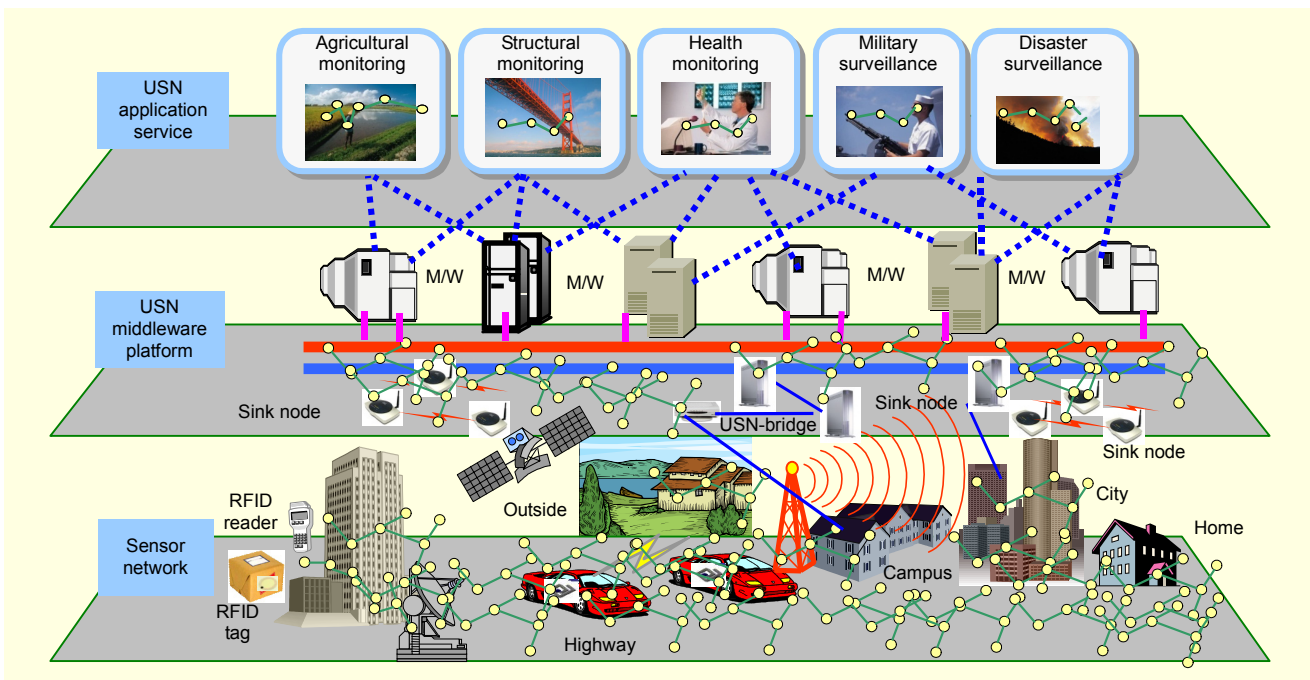 Agricultural
monitoring
Structural
monitoring
Health
monitoring
Military
surveillance
Disaster
surveillance
USN
application
service
M/W
M/W
M/W
M/W
USN
middleware
platform
Sink node
USN-bridge
Sink node
Sink node
RFID
reader
Outside
City
Home
Sensor
network
Campus
RFID
tag
Highway